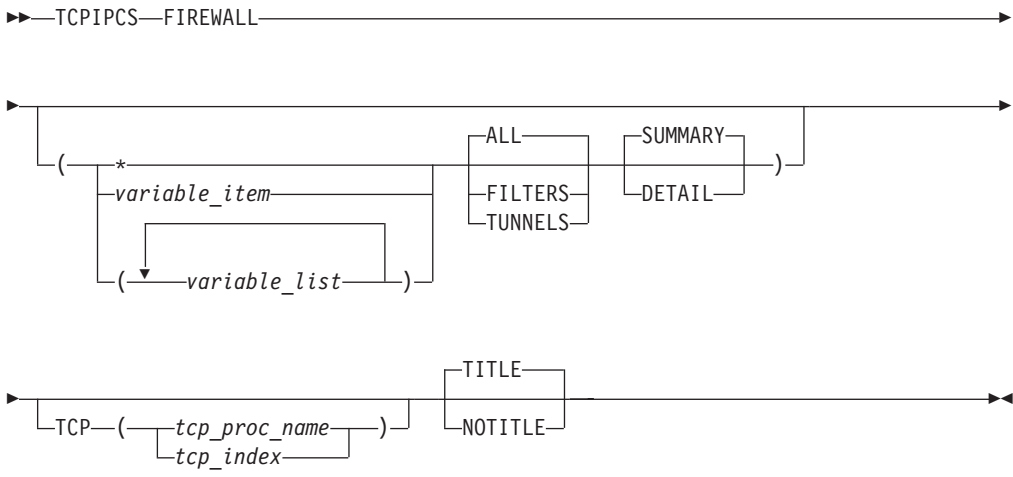 TCPIPCS FIREWALL
ALL SUMMARY
( * )
variable_item FILTERS DETAIL
TUNNELS
( variable_list )
TITLE
TCP ( tcp_proc_name ) NOTITLE
tcp_index